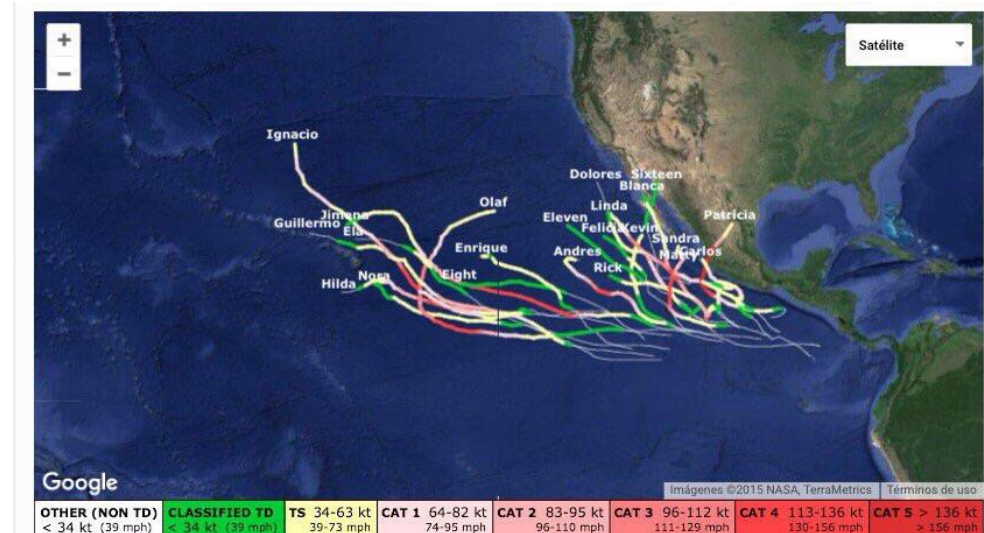 +
Satélite
−
Ignacio
Dolores Sixteen
Blanca
Olaf
Linda
Jimena
Eleven
Patricia
Guillermo
Ela
Felicia Kevin
Sandra
Enrique
Andres
Marty Carlos
Rick
Hilda
Nora
Eight
Google
Imágenes ©2015 NASA, TerraMetrics
Términos de uso
OTHER (NON TD) CLASSIFIED TD TS 34-63 kt CAT 1 64-82 kt CAT 2 83-95 kt CAT 3 96-112 kt CAT 4 113-136 kt CAT 5 > 136 kt
< 34 kt (39 mph) < 34 kt (39 mph) 39-73 mph 74-95 mph 96-110 mph 111-129 mph 130-156 mph > 156 mph